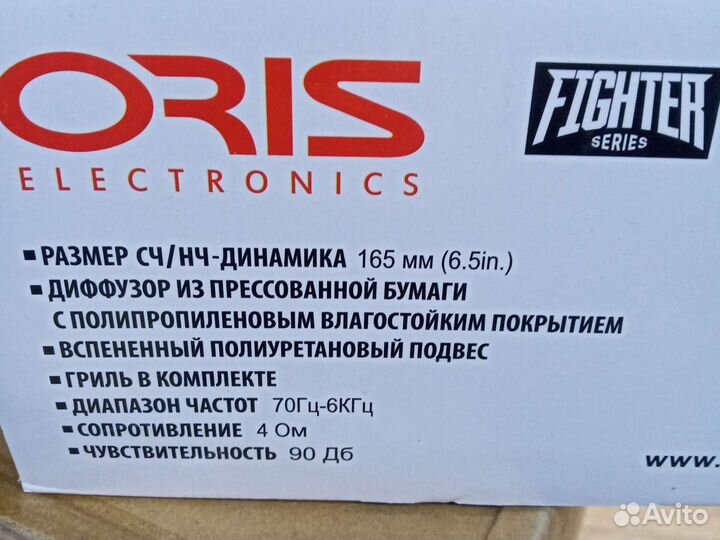 ORIS
ELECTRONICS
FIGHTER
SERIES
▪ РАЗМЕР СЧ/НЧ-ДИНАМИКА 165 мм (6.5in.)
▪ ДИФФУЗОР ИЗ ПРЕССОВАННОЙ БУМАГИ
С ПОЛИПРОПИЛЕНОВЫМ ВЛАГОСТОЙКИМ ПОКРЫТИЕМ
▪ ВСПЕНЕННЫЙ ПОЛИУРЕТАНОВЫЙ ПОДВЕС
▪ ГРИЛЬ В КОМПЛЕКТЕ
▪ ДИАПАЗОН ЧАСТОТ 70Гц-6КГц
▪ СОПРОТИВЛЕНИЕ 4 Ом
▪ ЧУВСТВИТЕЛЬНОСТЬ 90 Дб
www.
Avito